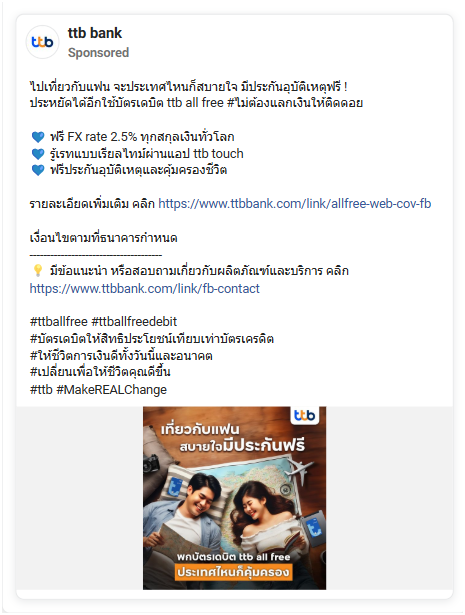 ttb bank
Sponsored
ไปเที่ยวกับแฟน จะประเทศไหนก็สบายใจ มีประกันอุบัติเหตุฟรี !
ประหยัดได้อีกใช้บัตรเดบิต ttb all free #ไม่ต้องแลกเงินให้ติดดอย
💙 ฟรี FX rate 2.5% ทุกสกุลเงินทั่วโลก
💙 รู้เรทแบบเรียลไทม์ผ่านแอป ttb touch
💙 ฟรีประกันอุบัติเหตุและคุ้มครองชีวิต
รายละเอียดเพิ่มเติม คลิก https://www.ttbbank.com/link/allfree-web-cov-fb
เงื่อนไขตามที่ธนาคารกำหนด
-------------------------------------
💡 มีข้อแนะนำ หรือสอบถามเกี่ยวกับผลิตภัณฑ์และบริการ คลิก
https://www.ttbbank.com/link/fb-contact
#ttballfree #ttballfreedebit
#บัตรเดบิตให้สิทธิประโยชน์เทียบเท่าบัตรเครดิต
#ให้ชีวิตการเงินดีทั้งวันนี้และอนาคต
#เปลี่ยนเพื่อให้ชีวิตคุณดีขึ้น
#ttb #MakeREALChange
ttb
เที่ยวกับแฟน
สบายใจมีประกันฟรี
พกบัตรเดบิต ttb all free
ประเทศไหนก็คุ้มครอง